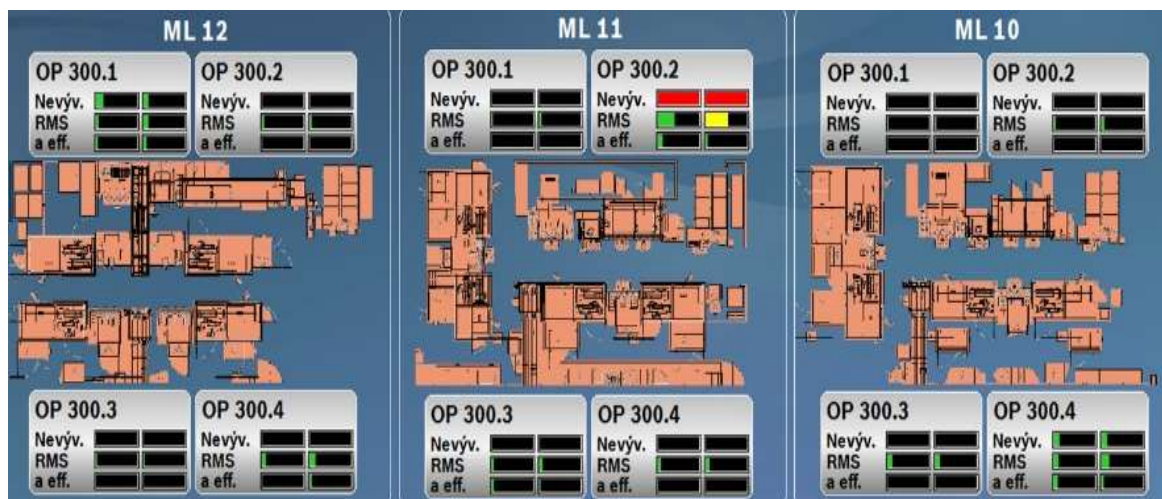 ML 12
ML 11
ML 10
OP 300.1
OP 300.2
Nevýv.
Nevýv.
RMS
RMS
a eff.
a eff.
OP 300.1
OP 300.2
Nevýv.
Nevýv.
RMS
RMS
a eff.
a eff.
OP 300.1
OP 300.2
Nevýv.
Nevýv.
RMS
RMS
a eff.
a eff.
OP 300.3
OP 300.4
Nevýv.
Nevýv.
RMS
RMS
a eff.
a eff.
OP 300.3
OP 300.4
Nevýv.
Nevýv.
RMS
RMS
a eff.
a eff.
OP 300.3
OP 300.4
Nevýv.
Nevýv.
RMS
RMS
a eff.
a eff.